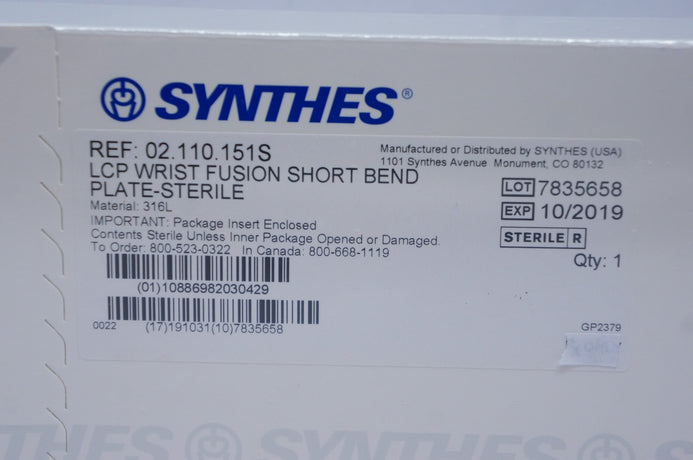 SYNTHES®
REF: 02.110.151S
LCP WRIST FUSION SHORT BEND
PLATE-STERILE
Material: 316L
IMPORTANT: Package Insert Enclosed
Contents Sterile Unless Inner Package Opened or Damaged.
To Order: 800-523-0322 In Canada: 800-668-1119
(01)10886982030429
0022 (17)191031(10)7835658
Manufactured or Distributed by SYNTHES (USA)
1101 Synthes Avenue Monument, CO 80132
LOT 7835658
EXP 10/2019
STERILE R
Qty: 1
GP2379
SYNTHES SYNTHES